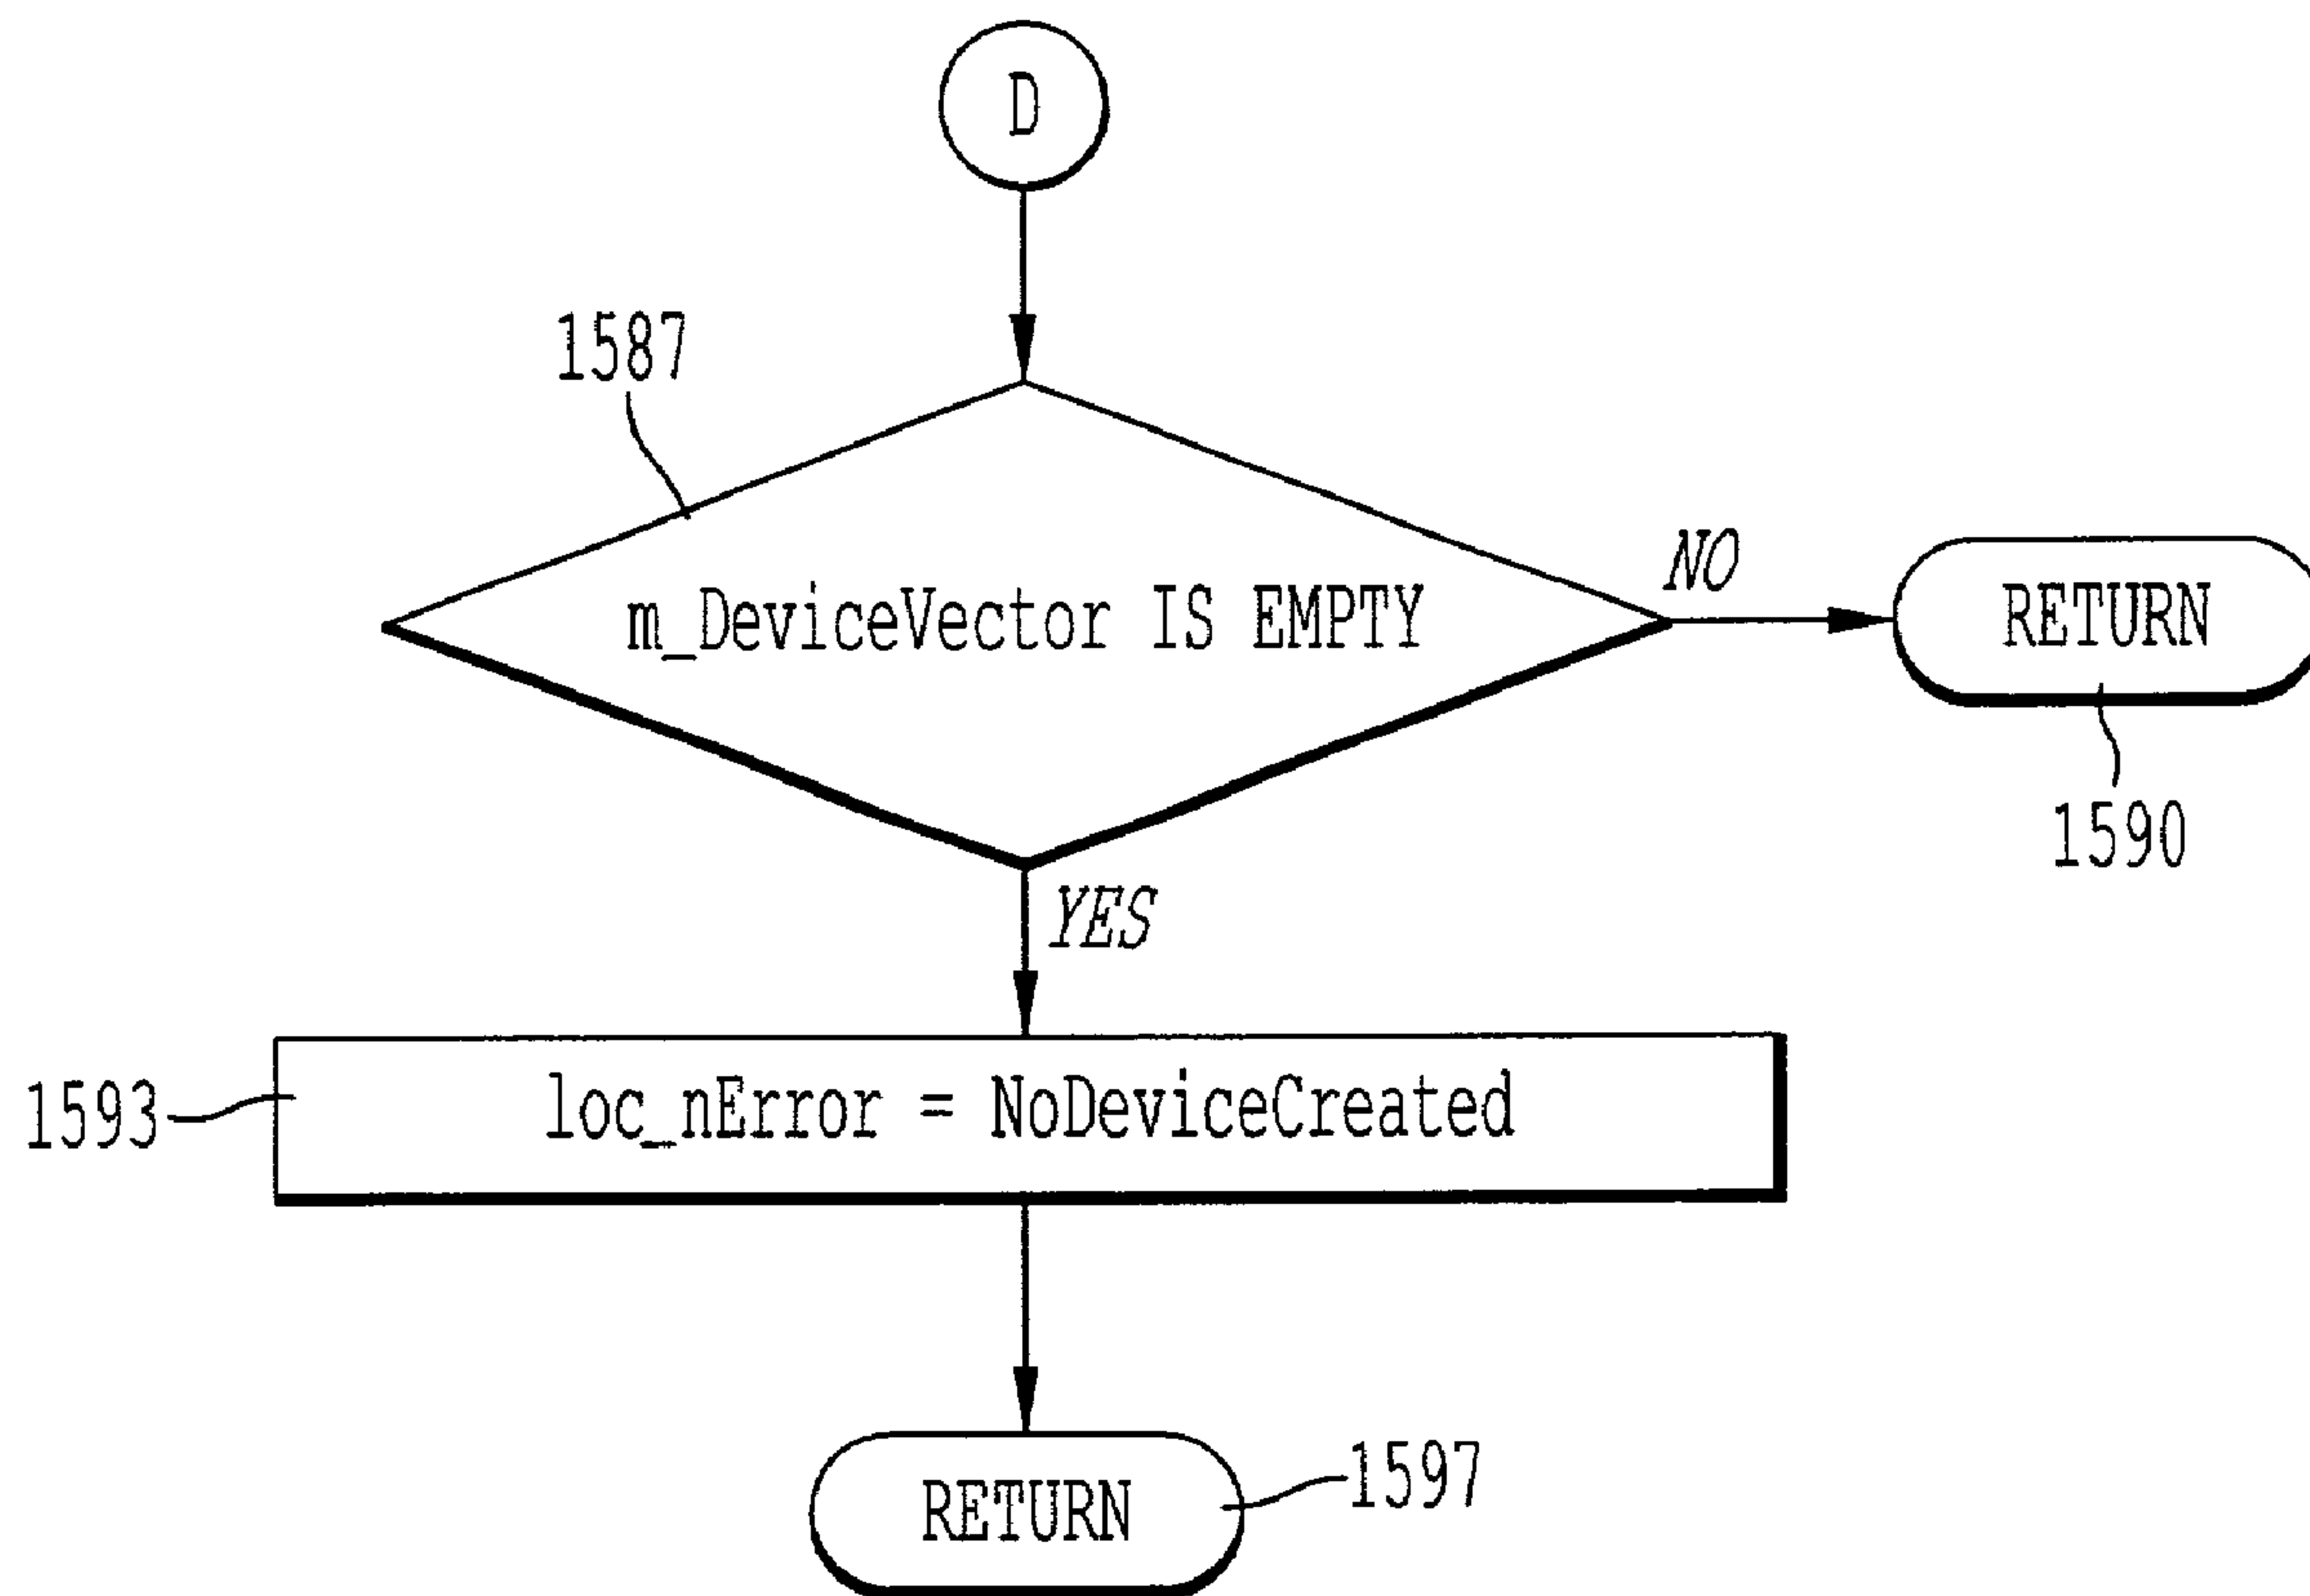 D
1587
NO
m_DeviceVector IS EMPTY
RETURN
1590
YES
1593
loc_nError = NoDeviceCreated
1597
RETURN